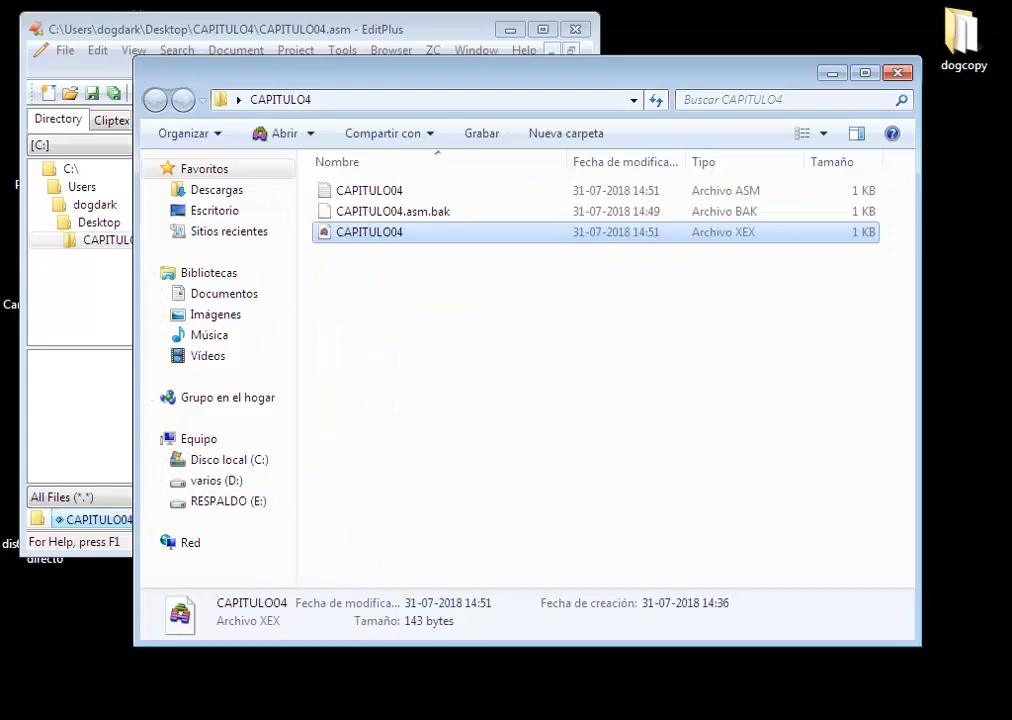 C:\Users\dogdark\Desktop\CAPITULO4\CAPITULO04.asm - EditPlus
File Edit View Search Document Project Tools Browser ZC Window Help
dogcopy
CAPITULO4
Buscar CAPITULO4
Directory Cliptex
Organizar Abrir Compartir con Grabar Nueva carpeta
[C:]
Nombre Fecha de modifica... Tipo Tamaño
C:\
Users
dogdark
Desktop
CAPITULO
Favoritos
Descargas
Escritorio
Sitios recientes
Bibliotecas
Documentos
Imágenes
Música
Vídeos
Grupo en el hogar
Equipo
Disco local (C:)
varios (D:)
RESPALDO (E:)
Red
CAPITULO04 31-07-2018 14:51 Archivo ASM 1 KB
CAPITULO04.asm.bak 31-07-2018 14:49 Archivo BAK 1 KB
CAPITULO04 31-07-2018 14:51 Archivo XEX 1 KB
All Files (*.*)
CAPITULO04
For Help, press F1
directo
CAPITULO04 Fecha de modifica... 31-07-2018 14:51 Fecha de creación: 31-07-2018 14:36
Archivo XEX Tamaño: 143 bytes